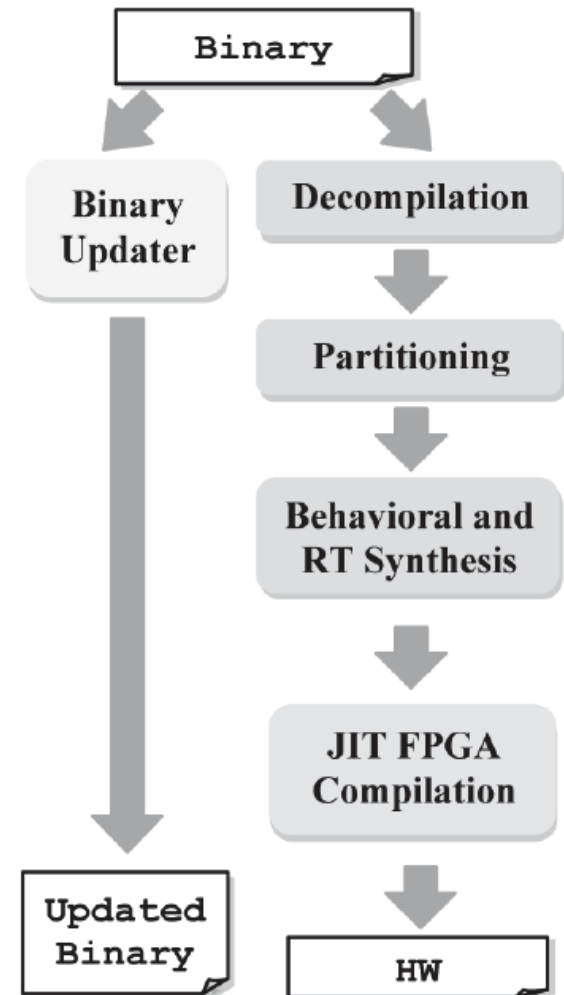 Binary
Binary
Updater
Decompilation
Partitioning
Behavioral and
RT Synthesis
JIT FPGA
Compilation
Updated
Binary
HW